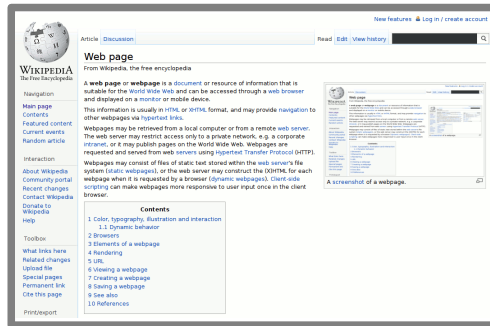 New features Log in / create account
Article Discussion Read Edit View history
WIKIPEDIA
The Free Encyclopedia
Navigation
Main page
Contents
Featured content
Current events
Random article
Interaction
About Wikipedia
Community portal
Recent changes
Contact Wikipedia
Donate to
Wikipedia
Help
Toolbox
What links here
Related changes
Upload file
Special pages
Permanent link
Cite this page
Print/export
Web page
From Wikipedia, the free encyclopedia
A web page or webpage is a document or resource of information that is
suitable for the World Wide Web and can be accessed through a web browser
and displayed on a monitor or mobile device.
This information is usually in HTML or XHTML format, and may provide navigation to
other webpages via hypertext links.
Webpages may be retrieved from a local computer or from a remote web server.
The web server may restrict access only to a private network, e.g. a corporate
intranet, or it may publish pages on the World Wide Web. Webpages are
requested and served from web servers using Hypertext Transfer Protocol (HTTP).
Webpages may consist of files of static text stored within the web server's file
system (static webpages), or the web server may construct the (X)HTML for each
webpage when it is requested by a browser (dynamic webpages). Client-side
scripting can make webpages more responsive to user input once in the client
browser.
A screenshot of a webpage.
Contents
1 Color, typography, illustration and interaction
1.1 Dynamic behavior
2 Browsers
3 Elements of a webpage
4 Rendering
5 URL
6 Viewing a webpage
7 Creating a webpage
8 Saving a webpage
9 See also
10 References